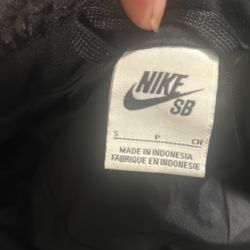 NIKE
SB
S P CH
MADE IN INDONESIA
FABRIQUE EN INDONESIE